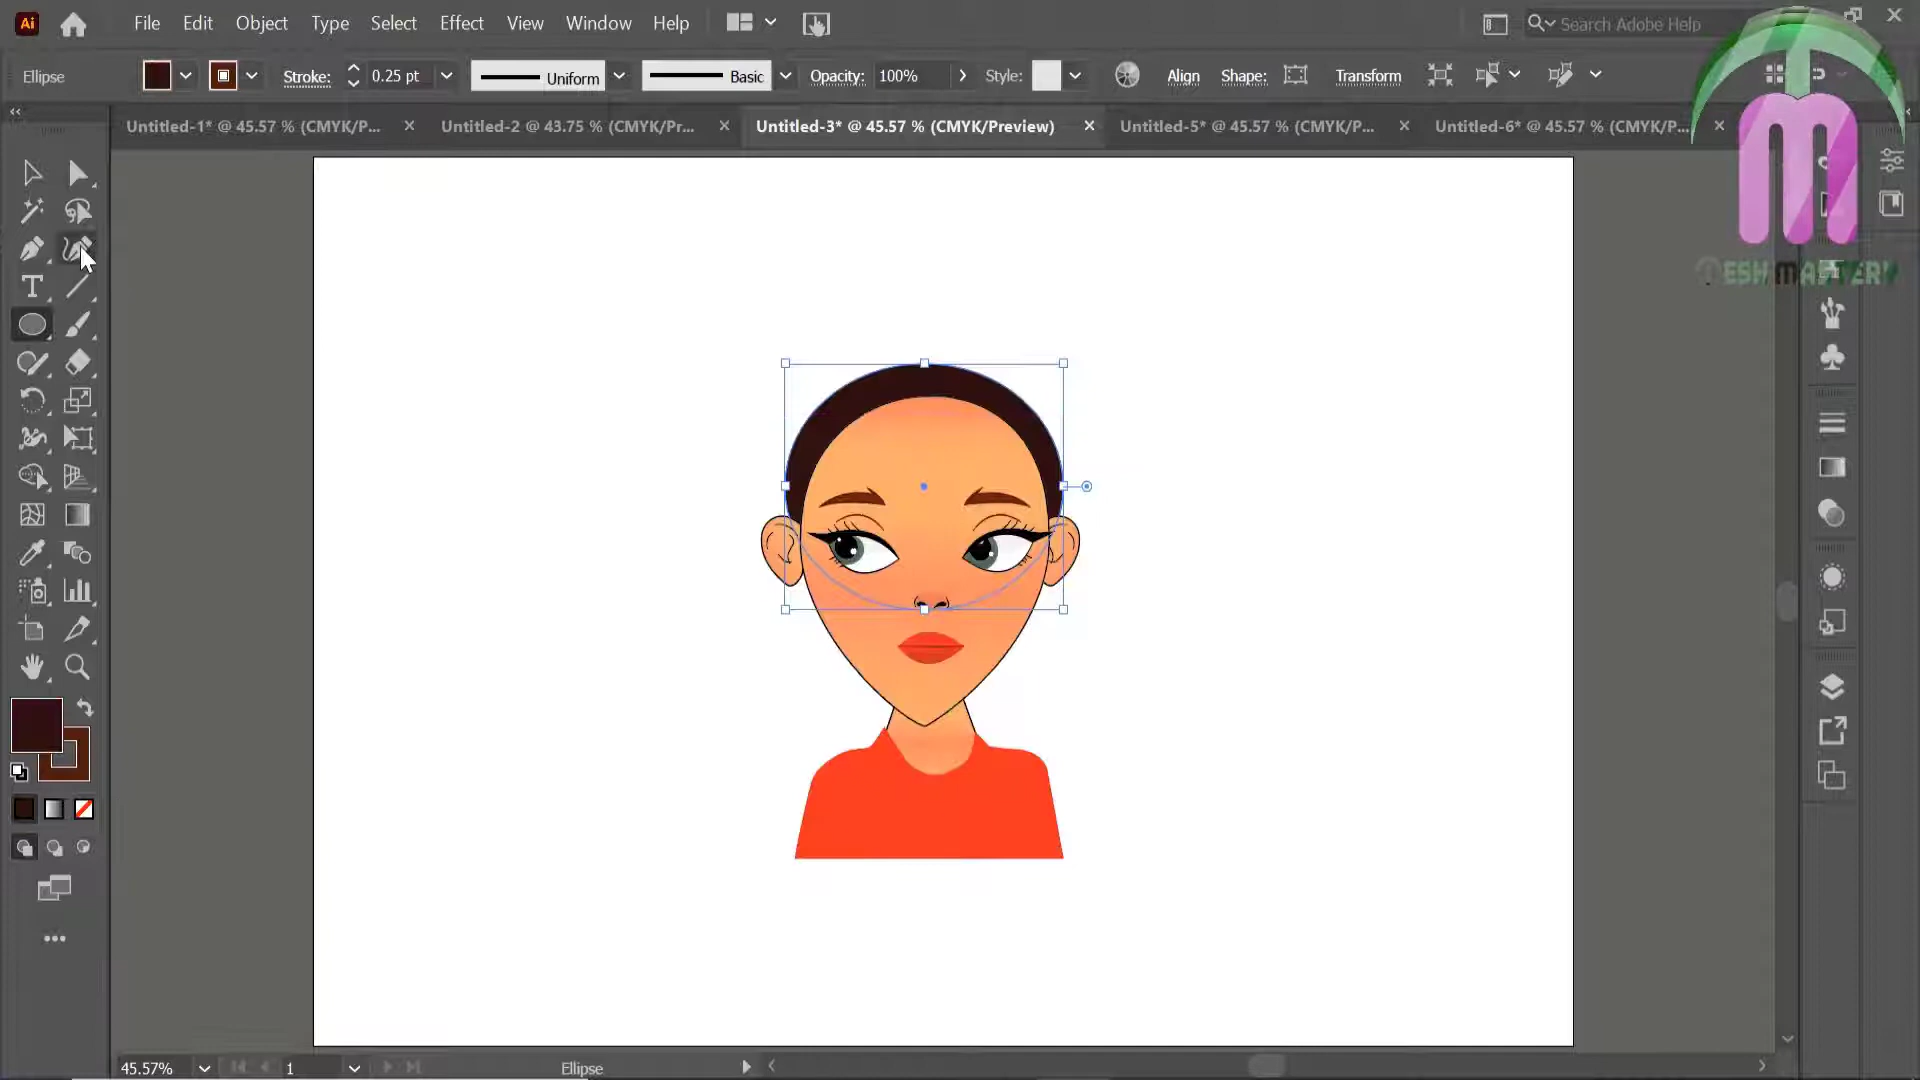 Ai File Edit Object Type Select Effect View Window Help Search Adobe Help
Ellipse Stroke: 0.25 pt Uniform Basic Opacity: 100% Style: Align Shape: Transform
Untitled-1* @ 45.57 % (CMYK/P... Untitled-2 @ 43.75 % (CMYK/Pr... Untitled-3* @ 45.57 % (CMYK/Preview) Untitled-5* @ 45.57 % (CMYK/P... Untitled-6* @ 45.57 % (CMYK/P...
TESH MASTERY
45.57% 1 Ellipse